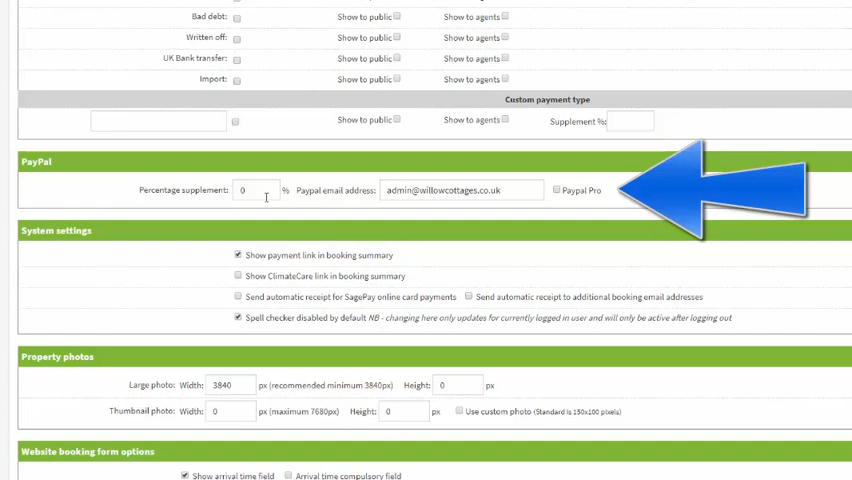 Bad debt: Show to public Show to agents
Written off: Show to public Show to agents
UK Bank transfer: Show to public Show to agents
Import: Show to public Show to agents
Custom payment type
Show to public Show to agents Supplement %:
PayPal
Percentage supplement: 0 % Paypal email address: admin@willowcottages.co.uk Paypal Pro
System settings
Show payment link in booking summary
Show ClimateCare link in booking summary
Send automatic receipt for SagePay online card payments Send automatic receipt to additional booking email addresses
Spell checker disabled by default NB - changing here only updates for currently logged in user and will only be active after logging out
Property photos
Large photo: Width: 3840 px (recommended minimum 3840px) Height: 0 px
Thumbnail photo: Width: 0 px (maximum 7680px) Height: 0 px Use custom photo (Standard is 150x100 pixels)
Website booking form options
Show arrival time field Arrival time compulsory field